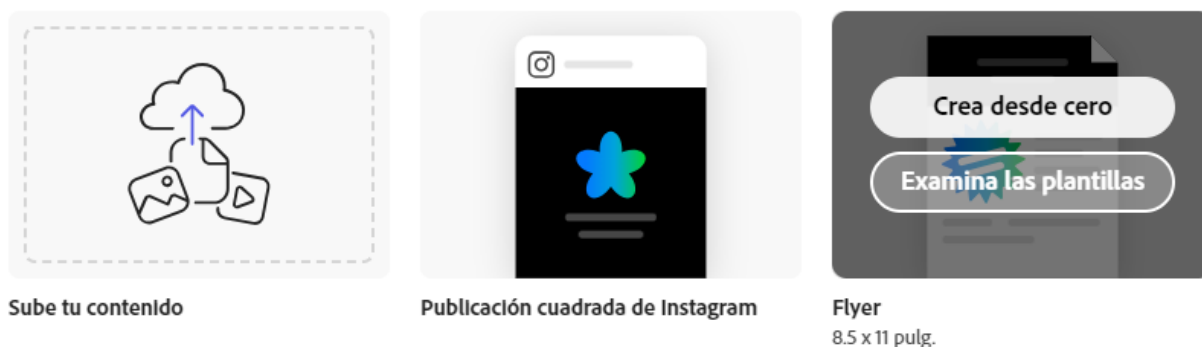 Crea desde cero
Examina las plantillas
Sube tu contenido
Publicación cuadrada de Instagram
Flyer
8.5 x 11 pulg.